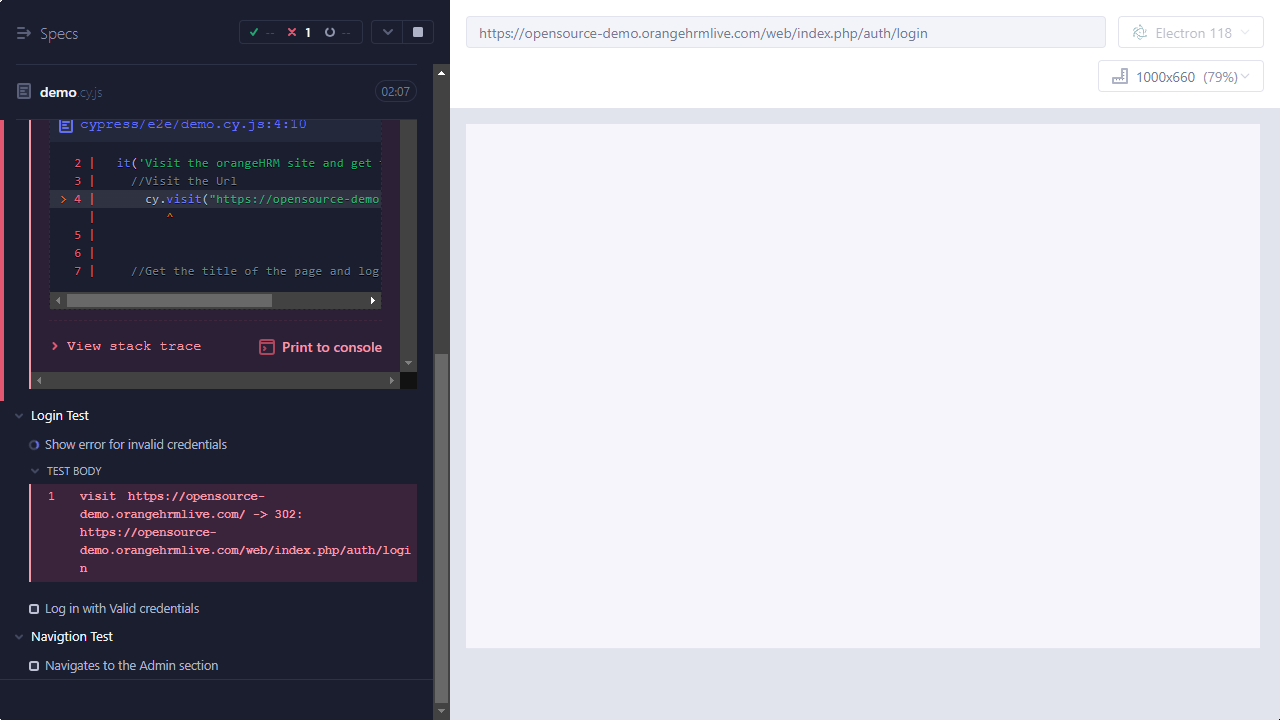 Specs
-- 1 --
demo.cy.js 02:07
cypress/e2e/demo.cy.js:4:10
2 | it('Visit the orangeHRM site and get
3 | //Visit the Url
> 4 | cy.visit("https://opensource-demo
| ^
5 |
6 |
7 | //Get the title of the page and log
View stack trace
Print to console
Login Test
Show error for invalid credentials
TEST BODY
1 visit https://opensource-
demo.orangehrmlive.com/ -> 302:
https://opensource-
demo.orangehrmlive.com/web/index.php/auth/logi
n
Log in with Valid credentials
Navigtion Test
Navigates to the Admin section
https://opensource-demo.orangehrmlive.com/web/index.php/auth/login
Electron 118
1000x660 (79%)